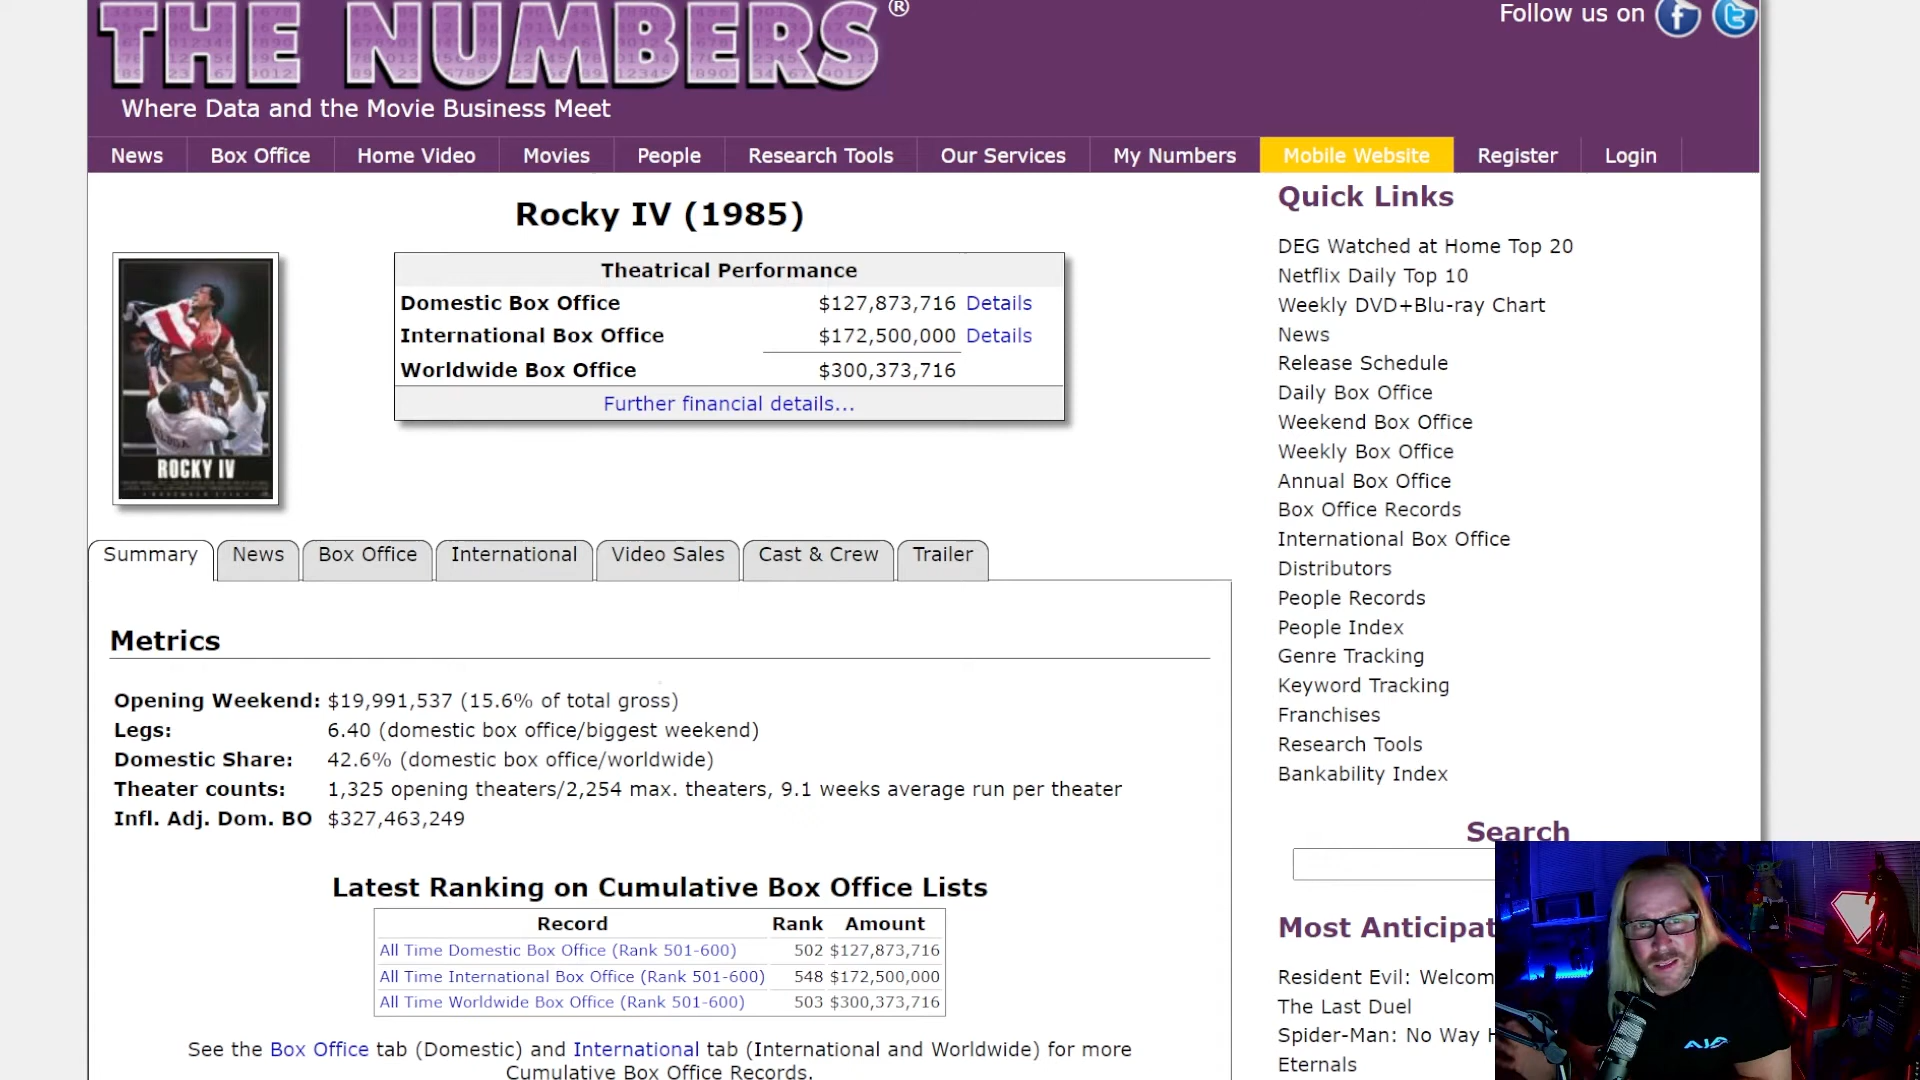 THE NUMBERS®
Where Data and the Movie Business Meet
Follow us on
News Box Office Home Video Movies People Research Tools Our Services My Numbers Mobile Website Register Login
Rocky IV (1985)
Theatrical Performance
Domestic Box Office $127,873,716 Details
International Box Office $172,500,000 Details
Worldwide Box Office $300,373,716
Further financial details...
ROCKY IV
Summary News Box Office International Video Sales Cast & Crew Trailer
Metrics
Opening Weekend: $19,991,537 (15.6% of total gross)
Legs: 6.40 (domestic box office/biggest weekend)
Domestic Share: 42.6% (domestic box office/worldwide)
Theater counts: 1,325 opening theaters/2,254 max. theaters, 9.1 weeks average run per theater
Infl. Adj. Dom. BO $327,463,249
Latest Ranking on Cumulative Box Office Lists
Record Rank Amount
All Time Domestic Box Office (Rank 501-600) 502 $127,873,716
All Time International Box Office (Rank 501-600) 548 $172,500,000
All Time Worldwide Box Office (Rank 501-600) 503 $300,373,716
See the Box Office tab (Domestic) and International tab (International and Worldwide) for more
Cumulative Box Office Records.
Quick Links
DEG Watched at Home Top 20
Netflix Daily Top 10
Weekly DVD+Blu-ray Chart
News
Release Schedule
Daily Box Office
Weekend Box Office
Weekly Box Office
Annual Box Office
Box Office Records
International Box Office
Distributors
People Records
People Index
Genre Tracking
Keyword Tracking
Franchises
Research Tools
Bankability Index
Search
Most Anticipat
Resident Evil: Welcom
The Last Duel
Spider-Man: No Way H
Eternals